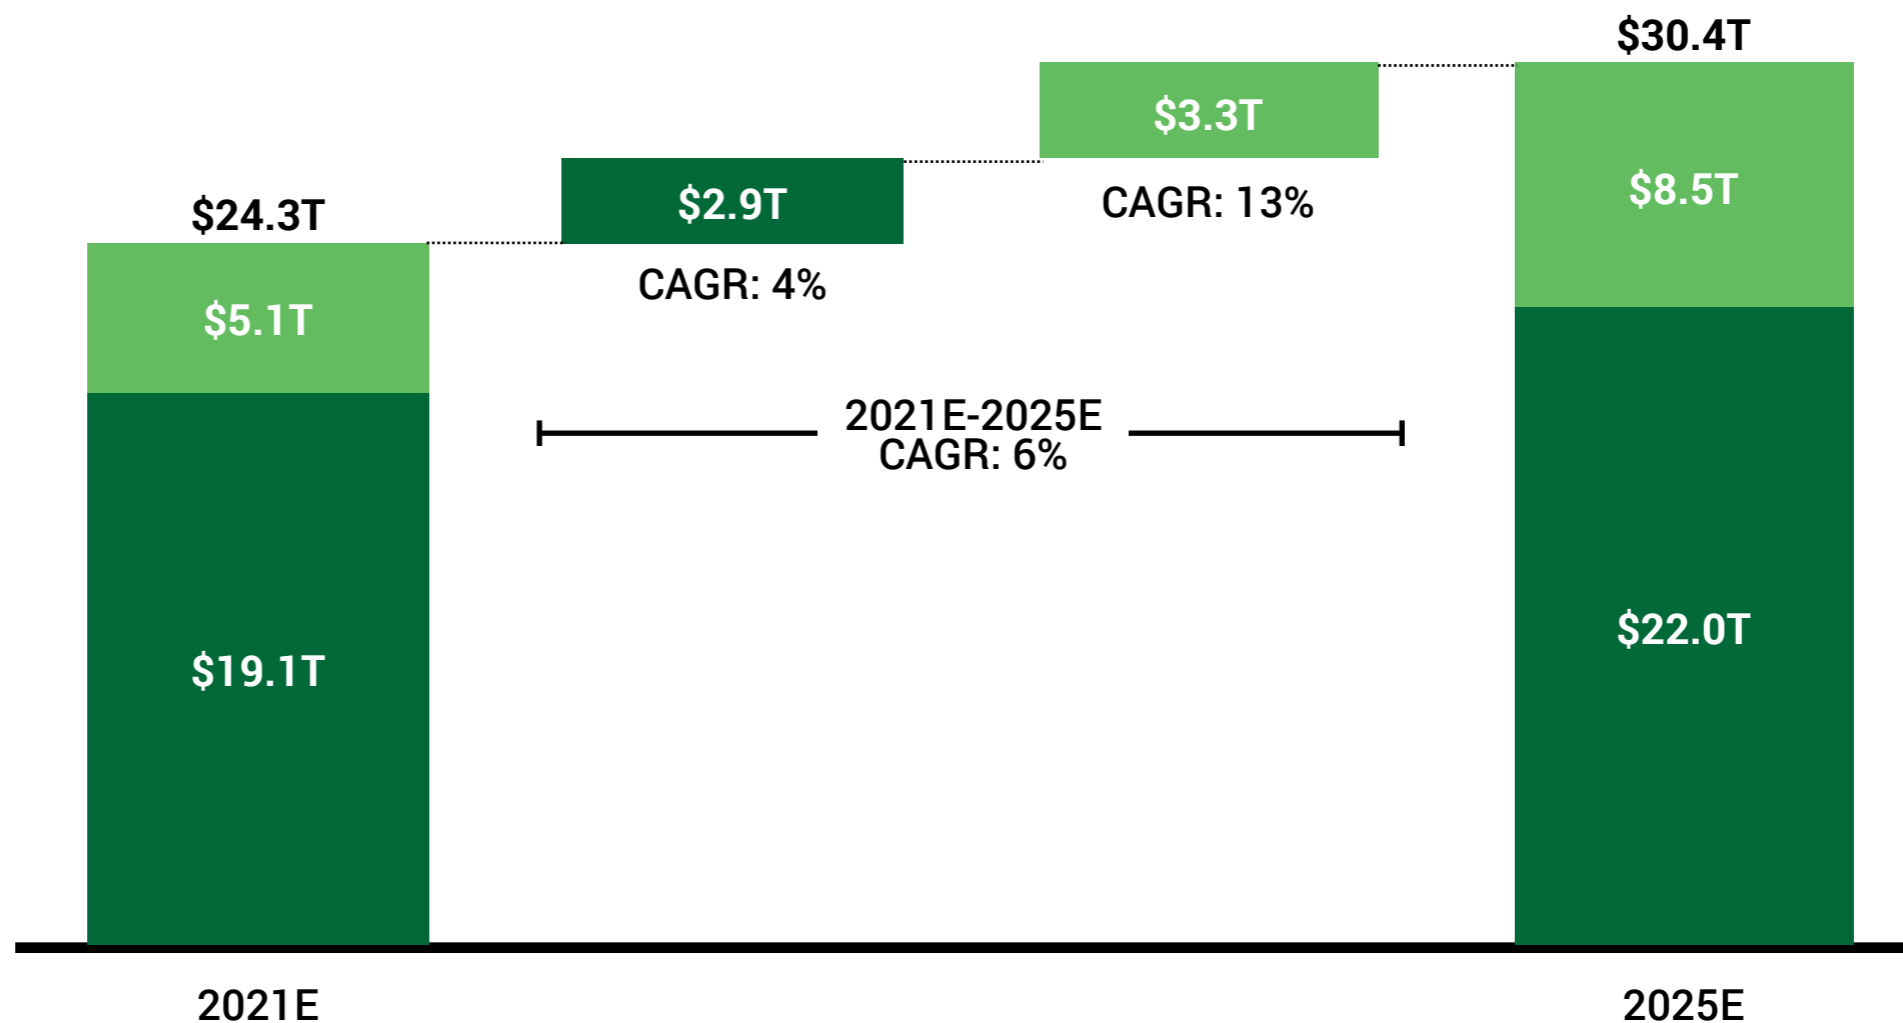 $24.3T
$5.1T
$19.1T
2021E
$2.9T
CAGR: 4%
$3.3T
CAGR: 13%
2021E-2025E
CAGR: 6%
$30.4T
$8.5T
$22.0T
2025E